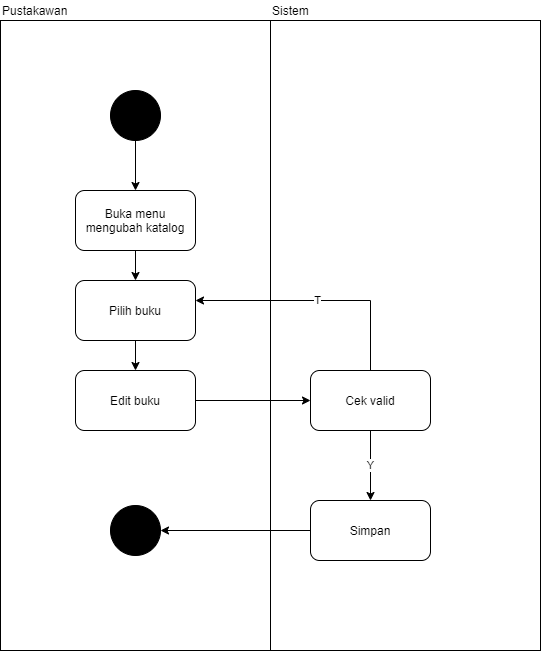 Pustakawan
Sistem
Buka menu
mengubah katalog
Pilih buku
T
Edit buku
Cek valid
Y
Simpan